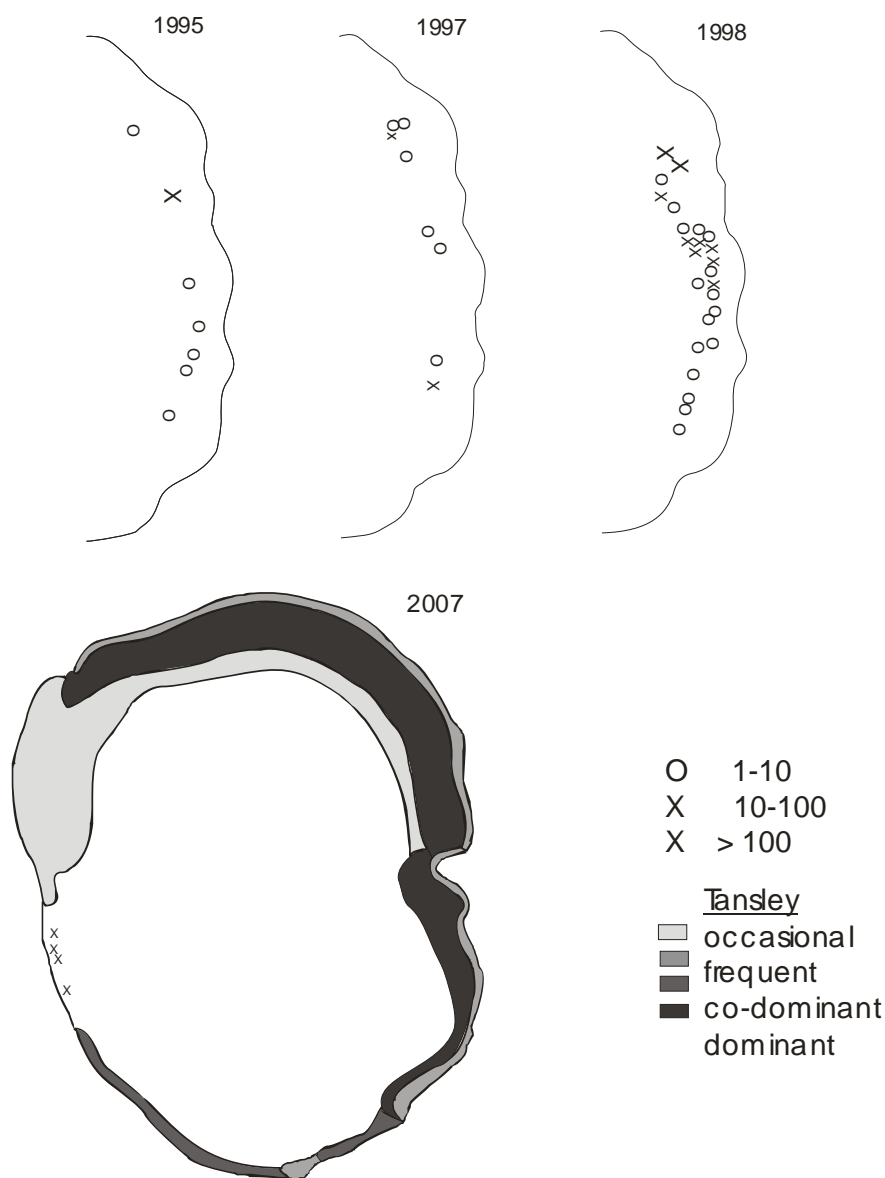 1995
1997
1998
2007
O 1-10
X 10-100
X > 100
Tansley
occasional
frequent
co-dominant
dominant